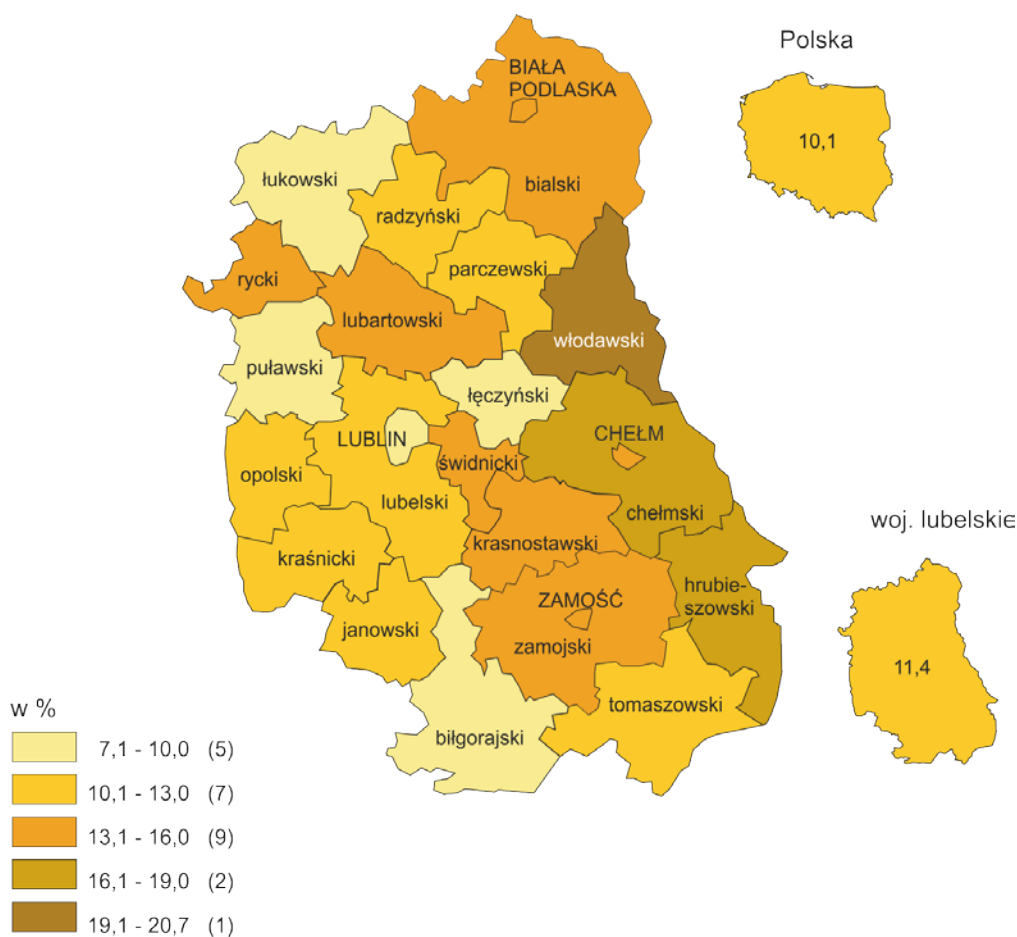 Polska
BIAŁA
PODLASKA
10,1
łukowski
bialski
radzyński
parczewski
rycki
lubartowski
włodawski
puławski
łęczyński
LUBLIN
CHEŁM
świdnicki
opolski
lubelski
chełmski
woj. lubelskie
krasnostawski
kraśnicki
hrubie-
szowski
ZAMOŚĆ
janowski
zamojski
11,4
tomaszowski
biłgorajski
w %
7,1 - 10,0 (5)
10,1 - 13,0 (7)
13,1 - 16,0 (9)
16,1 - 19,0 (2)
19,1 - 20,7 (1)